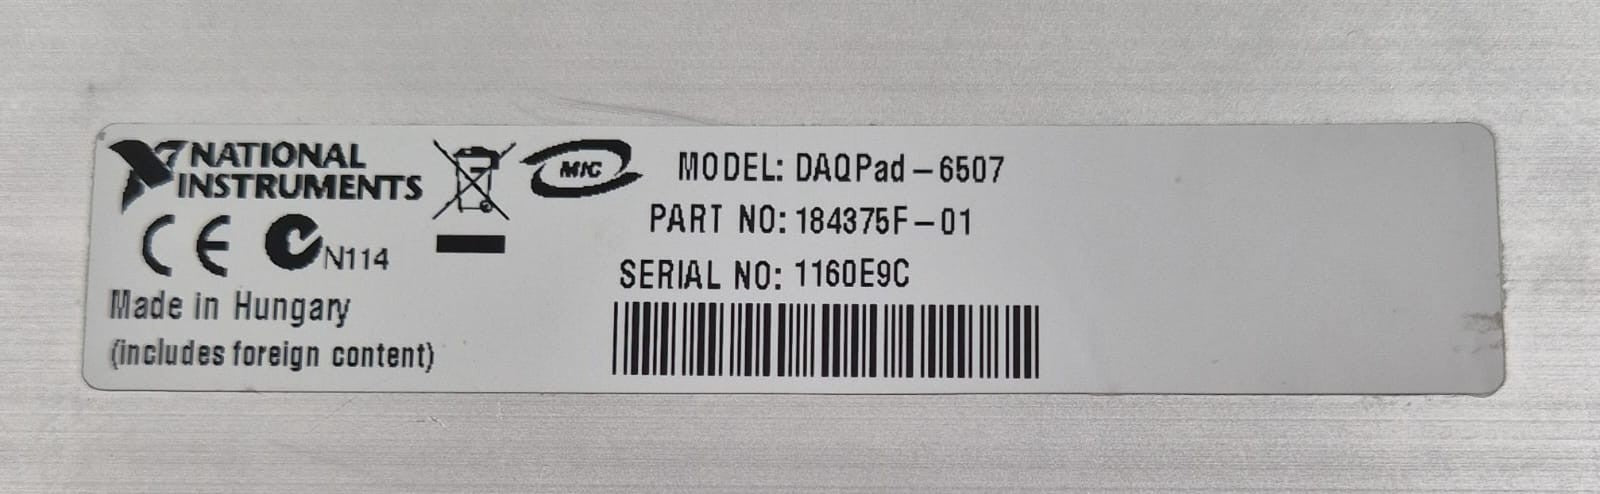 NATIONAL
INSTRUMENTS
MIC
CE
N114
Made in Hungary
(includes foreign content)
MODEL: DAQPad-6507
PART NO: 184375F-01
SERIAL NO: 1160E9C